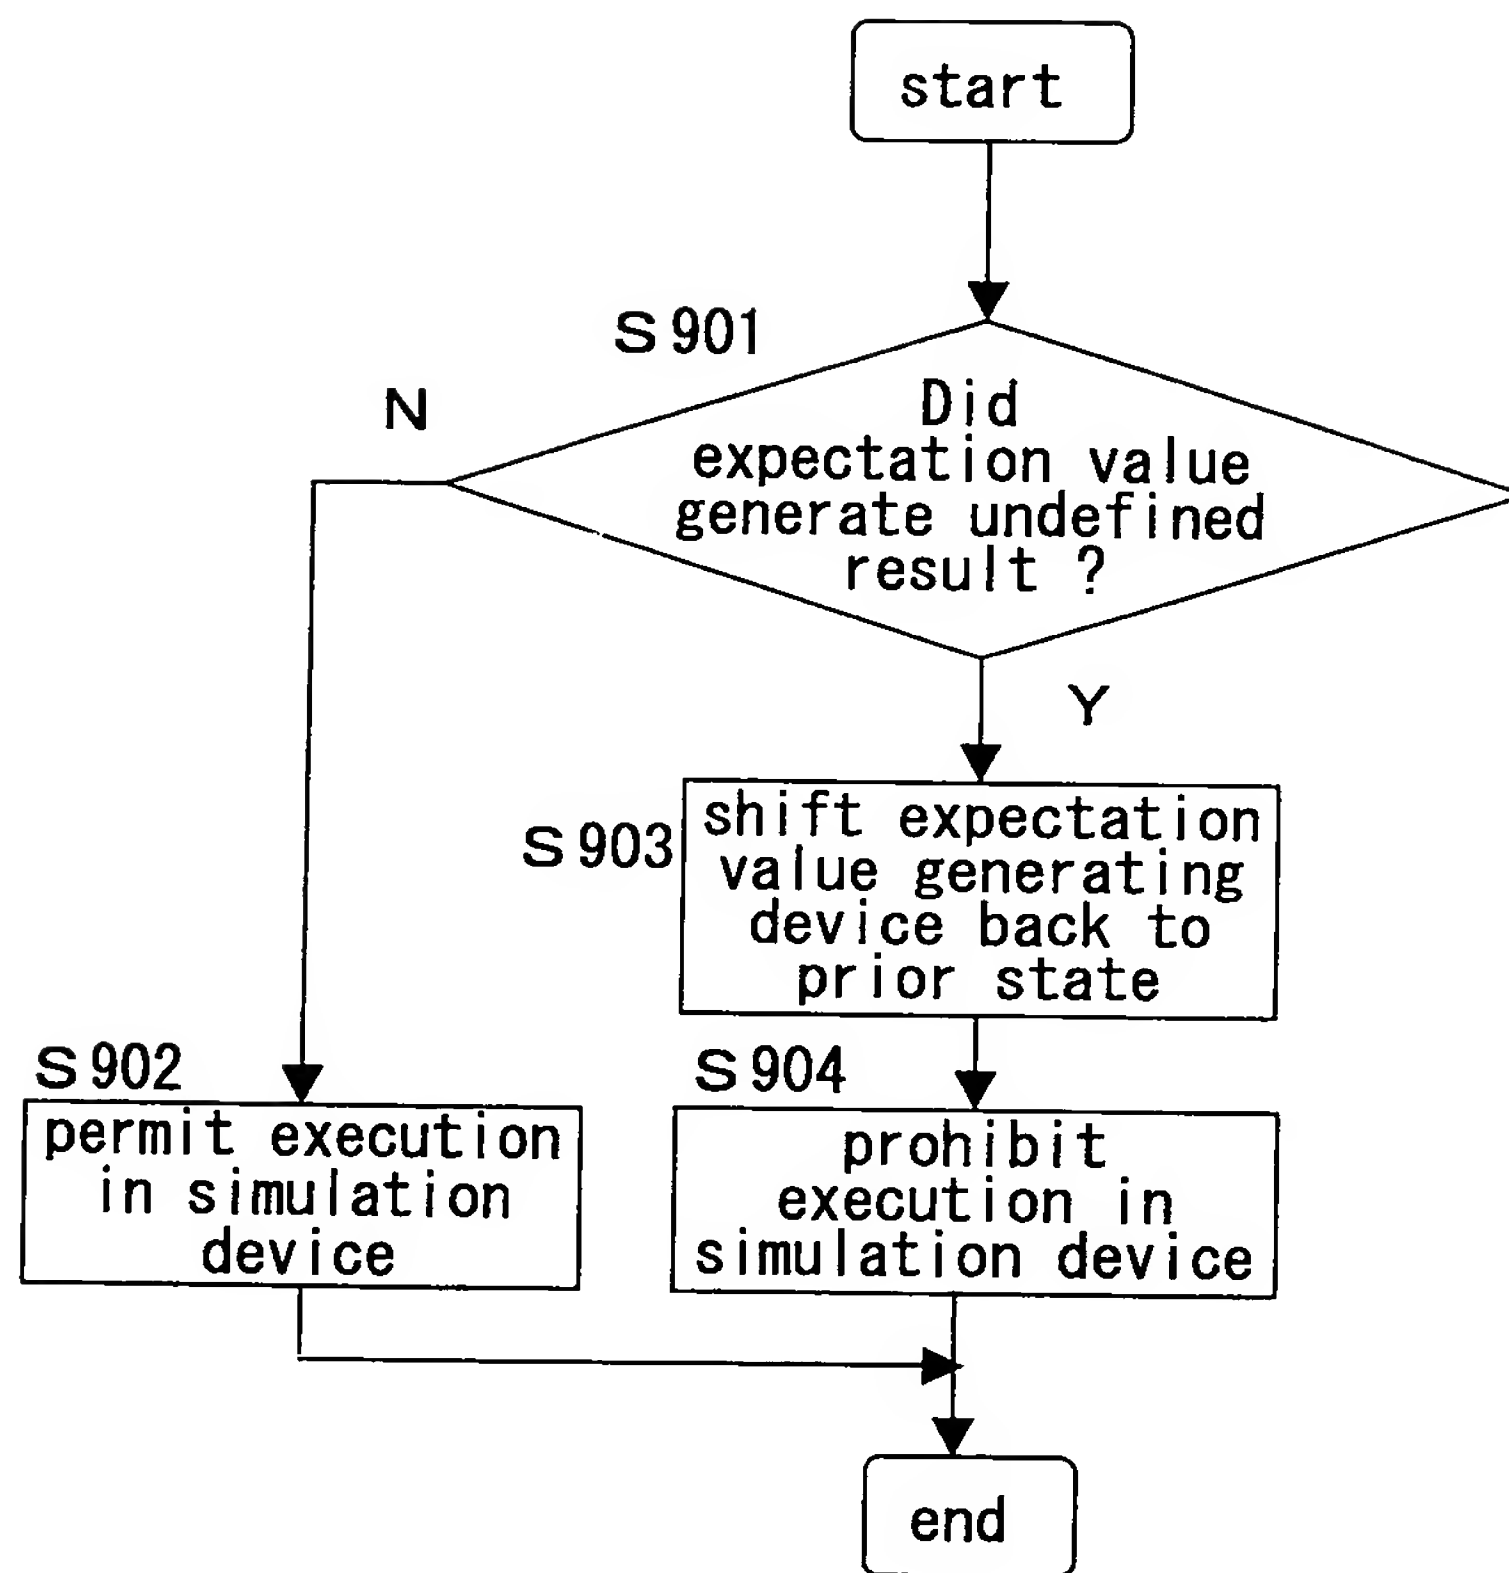 start
S901
N
Did
expectation value
generate undefined
result ?
Y
S903
shift expectation
value generating
device back to
prior state
S902
permit execution
in simulation
device
S904
prohibit
execution in
simulation device
end